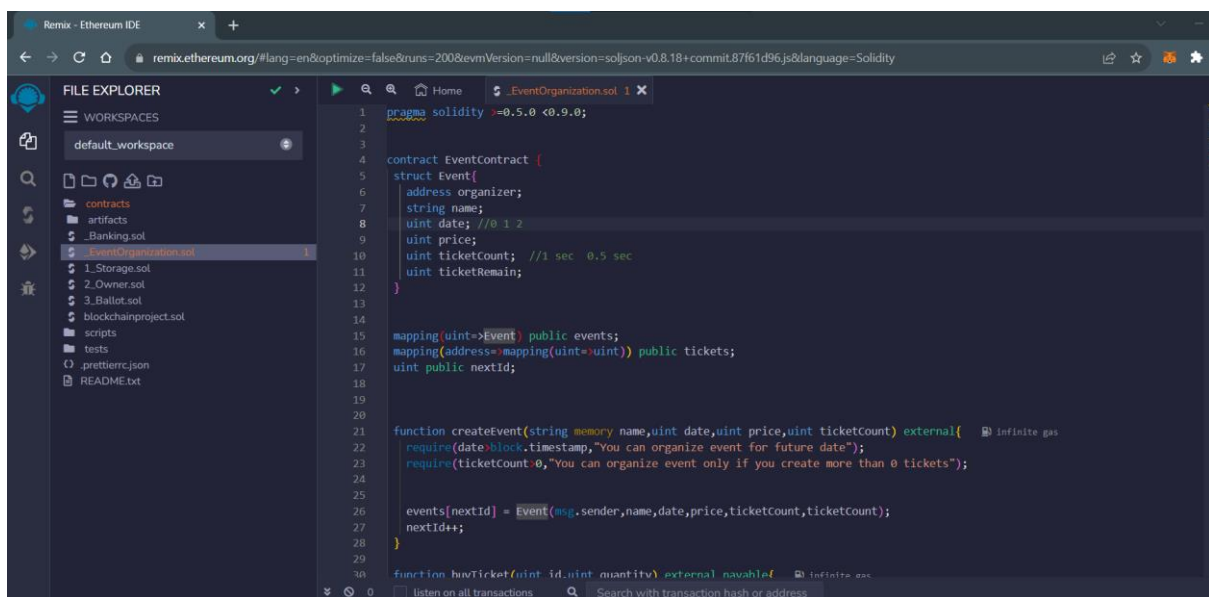 Remix - Ethereum IDE
remix.ethereum.org/#lang=en&optimize=false&runs=200&evmVersion=null&version=soljson-v0.8.18+commit.87f61d96.js&language=Solidity
FILE EXPLORER
WORKSPACES
default_workspace
contracts
artifacts
_Banking.sol
_EventOrganization.sol 1
1_Storage.sol
2_Owner.sol
3_Ballot.sol
blockchainproject.sol
scripts
tests
.prettierrc.json
README.txt
Home _EventOrganization.sol 1
1 pragma solidity >=0.5.0 <0.9.0;
2
3
4 contract EventContract {
5 struct Event{
6 address organizer;
7 string name;
8 uint date; //0 1 2
9 uint price;
10 uint ticketCount; //1 sec 0.5 sec
11 uint ticketRemain;
12 }
13
14
15 mapping(uint=>Event) public events;
16 mapping(address=>mapping(uint=>uint)) public tickets;
17 uint public nextId;
18
19
20
21 function createEvent(string memory name,uint date,uint price,uint ticketCount) external{ infinite gas
22 require(date>block.timestamp,"You can organize event for future date");
23 require(ticketCount>0,"You can organize event only if you create more than 0 tickets");
24
25
26 events[nextId] = Event(msg.sender,name,date,price,ticketCount,ticketCount);
27 nextId++;
28 }
29
30 function buyTicket(uint id,uint quantity) external payable{ infinite gas
0 listen on all transactions Search with transaction hash or address